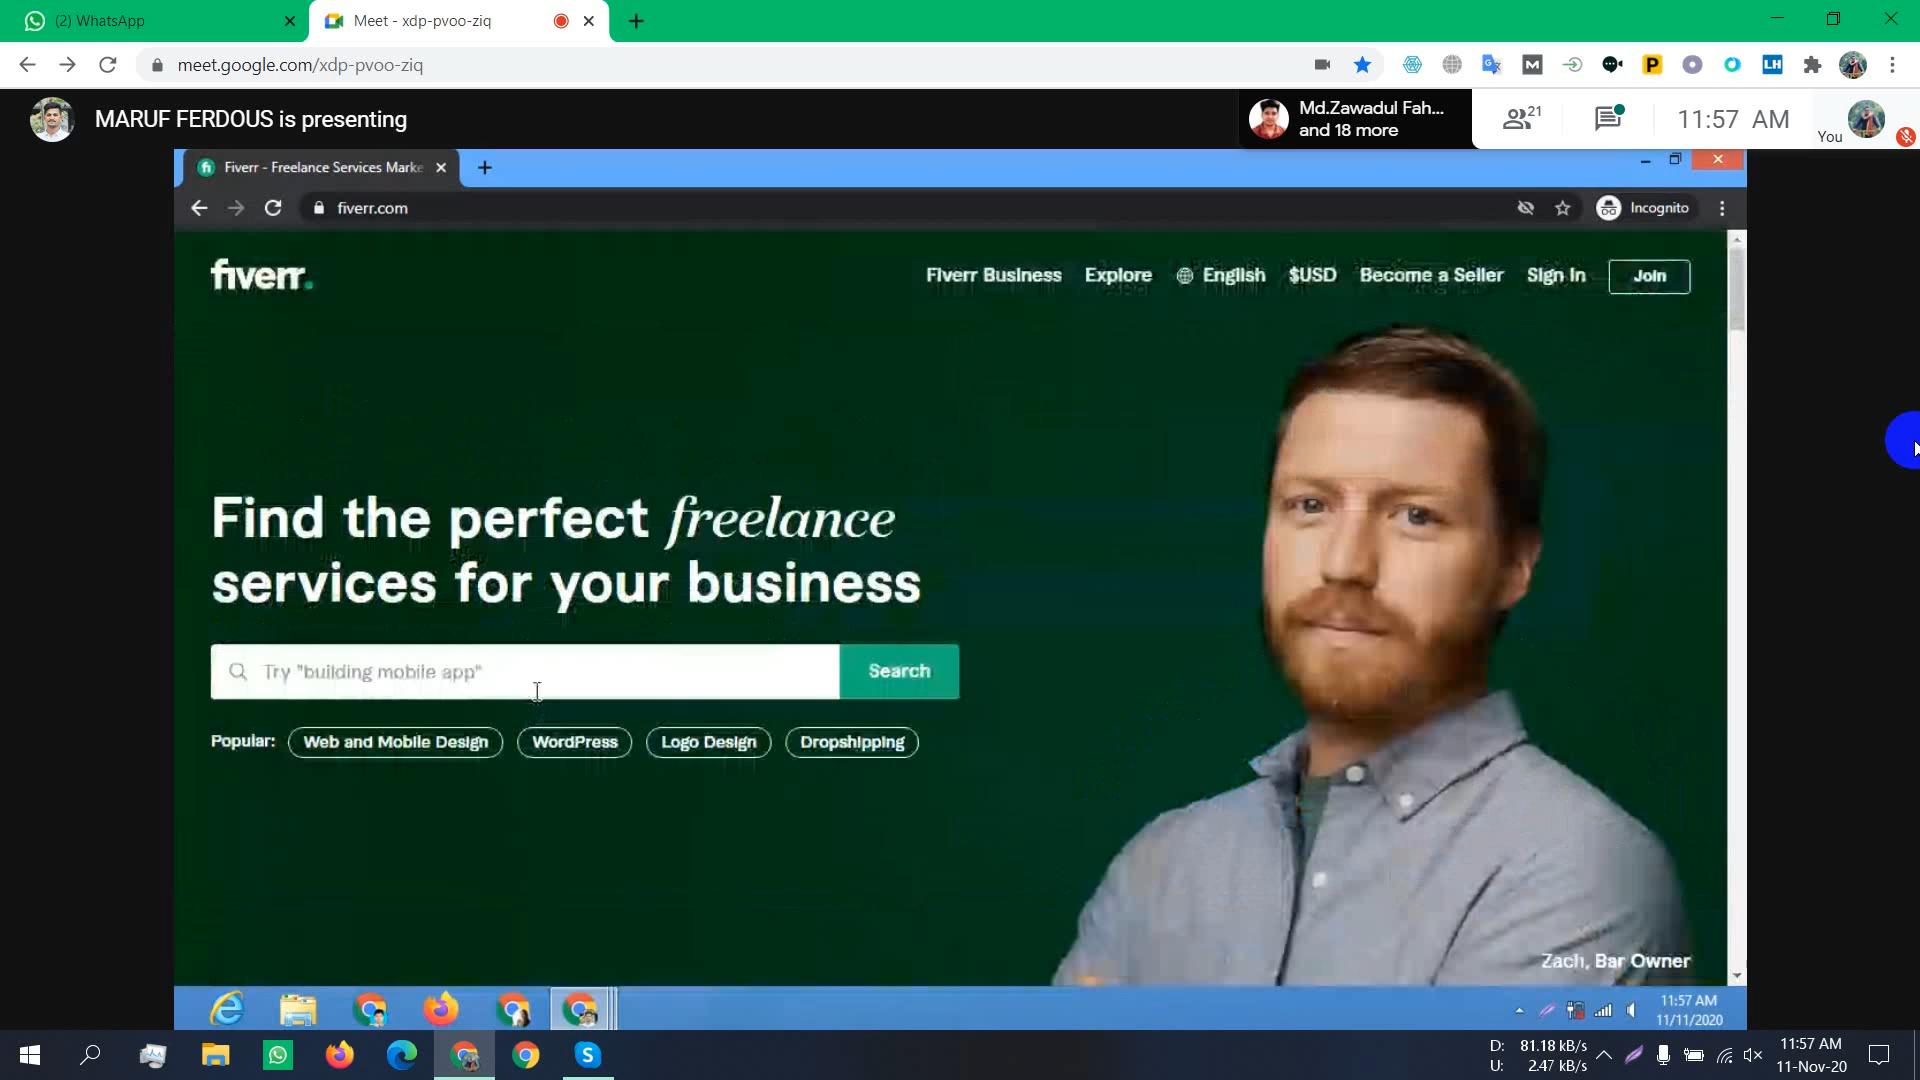 (2) WhatsApp
Meet - xdp-pvoo-ziq
meet.google.com/xdp-pvoo-ziq
P
LH
MARUF FERDOUS is presenting
Md.Zawadul Fah...
and 18 more
21
11:57 AM
You
Fiverr - Freelance Services Marke
fiverr.com
Incognito
fiverr.
Fiverr Business
Explore
English
$USD
Become a Seller
Sign In
Join
Find the perfect freelance
services for your business
Try "building mobile app"
Search
Popular:
Web and Mobile Design
WordPress
Logo Design
Dropshipping
Zach, Bar Owner
11:57 AM
11/11/2020
D: 81.18 kB/s
U: 2.47 kB/s
11:57 AM
11-Nov-20